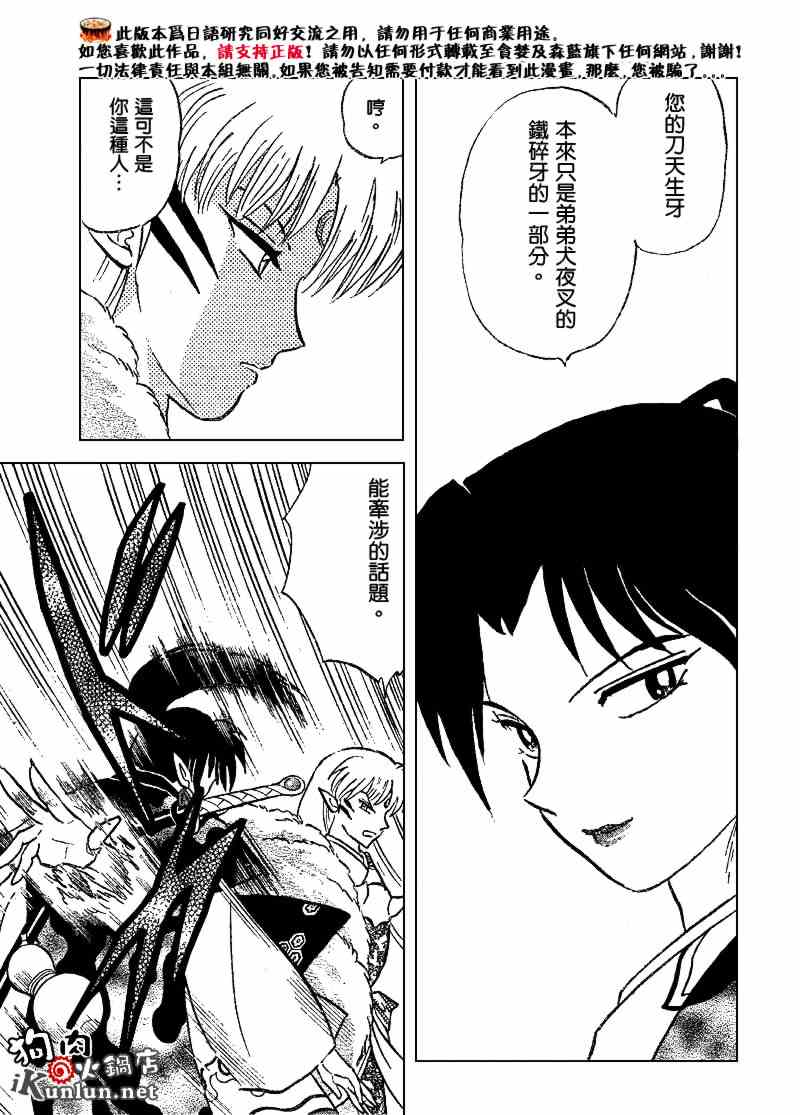 此版本爲日語研究同好交流之用，請勿用于任何商業用途。
如您喜歡此作品，請支持正版！請勿以任何形式轉載至貪婪及森藍旗下任何網站，謝謝！
一切法律責任與本組無關。如果您被告知需要付款才能看到此漫畫，那麼，您被騙了....
您的刀天生牙
本來只是弟弟犬夜叉的
鐵碎牙的一部分。
哼。
這可不是
你這種人…
能牽涉的話題。
狗肉
火鍋店
iKunlun.net